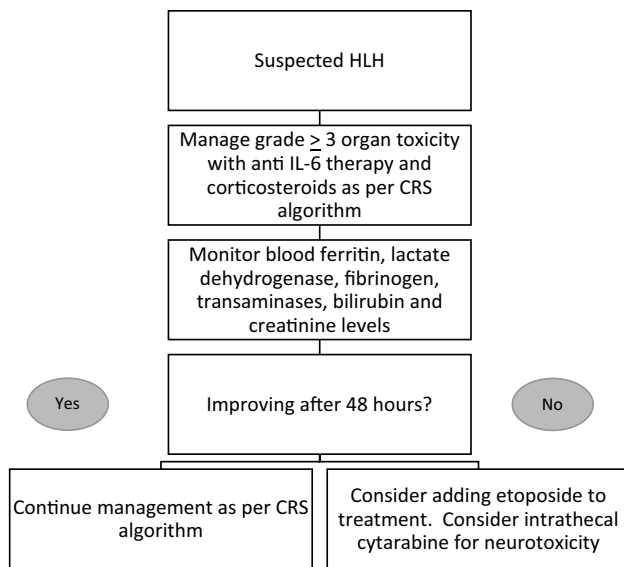 Suspected HLH
Manage grade ≥ 3 organ toxicity
with anti IL-6 therapy and
corticosteroids as per CRS
algorithm
Monitor blood ferritin, lactate
dehydrogenase, fibrinogen,
transaminases, bilirubin and
creatinine levels
Yes
Improving after 48 hours?
No
Continue management as per CRS
algorithm
Consider adding etoposide to
treatment.  Consider intrathecal
cytarabine for neurotoxicity